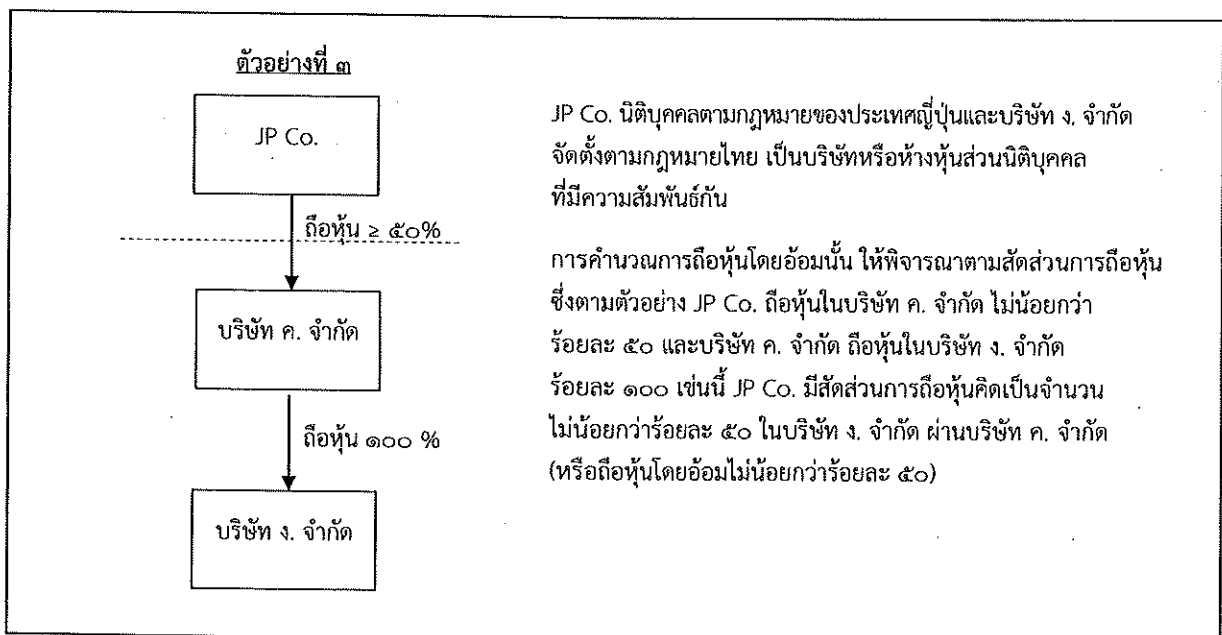 ตัวอย่างที่ ๓
JP Co.
ถือหุ้น ≥ ๕๐%
บริษัท ค. จำกัด
ถือหุ้น ๑๐๐ %
บริษัท ง. จำกัด
JP Co. นิติบุคคลตามกฎหมายของประเทศญี่ปุ่นและบริษัท ง. จำกัด
จัดตั้งตามกฎหมายไทย เป็นบริษัทหรือห้างหุ้นส่วนนิติบุคคล
ที่มีความสัมพันธ์กัน
การคำนวณการถือหุ้นโดยอ้อมนั้น ให้พิจารณาตามสัดส่วนการถือหุ้น
ซึ่งตามตัวอย่าง JP Co. ถือหุ้นในบริษัท ค. จำกัด ไม่น้อยกว่า
ร้อยละ ๕๐ และบริษัท ค. จำกัด ถือหุ้นในบริษัท ง. จำกัด
ร้อยละ ๑๐๐ เช่นนี้ JP Co. มีสัดส่วนการถือหุ้นคิดเป็นจำนวน
ไม่น้อยกว่าร้อยละ ๕๐ ในบริษัท ง. จำกัด ผ่านบริษัท ค. จำกัด
(หรือถือหุ้นโดยอ้อมไม่น้อยกว่าร้อยละ ๕๐)